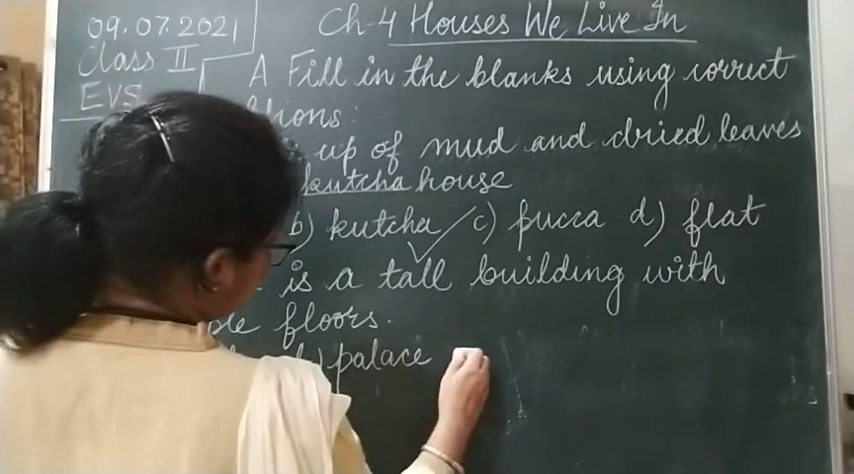 09.07.2021
Class II
EVS
Ch-4 Houses We Live In
A Fill in the blanks using correct
up of mud and dried leaves
kutcha house
b) kutcha ✓ c) pucca d) flat
is a tall building with
floors.
palace